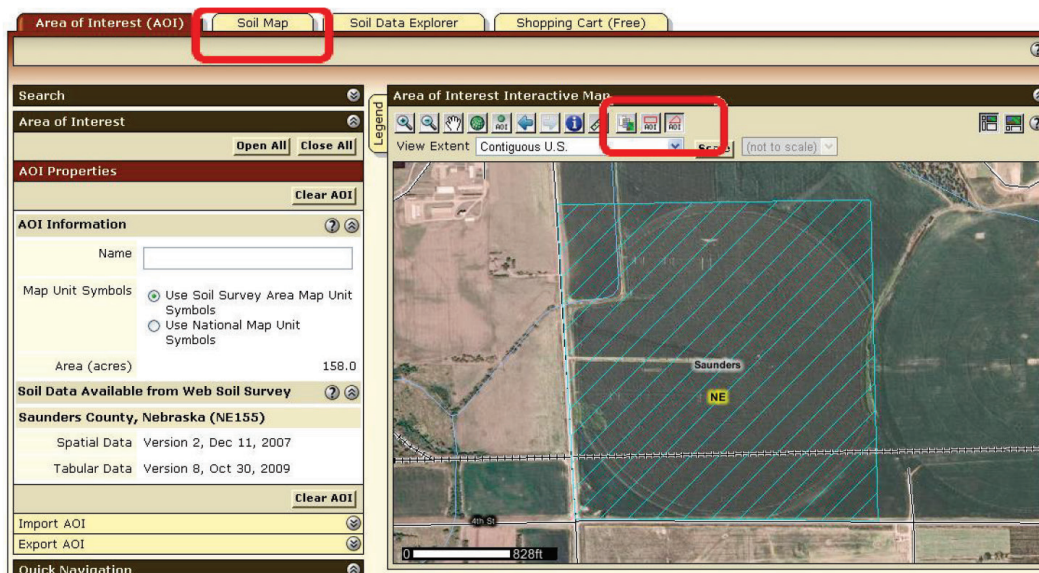 Area of Interest (AOI)
Soil Map
Soil Data Explorer
Shopping Cart (Free)
Search
Area of Interest
Open All Close All
AOI Properties
Clear AOI
AOI Information
Name
Map Unit Symbols
Use Soil Survey Area Map Unit
Symbols
Use National Map Unit
Symbols
Area (acres) 158.0
Soil Data Available from Web Soil Survey
Saunders County, Nebraska (NE155)
Spatial Data Version 2, Dec 11, 2007
Tabular Data Version 8, Oct 30, 2009
Clear AOI
Import AOI
Export AOI
Quick Navigation
Legend
Area of Interest Interactive Map
AOI AOI AOI
View Extent Contiguous U.S. Scale (not to scale)
Saunders
NE
4th St
0 828ft